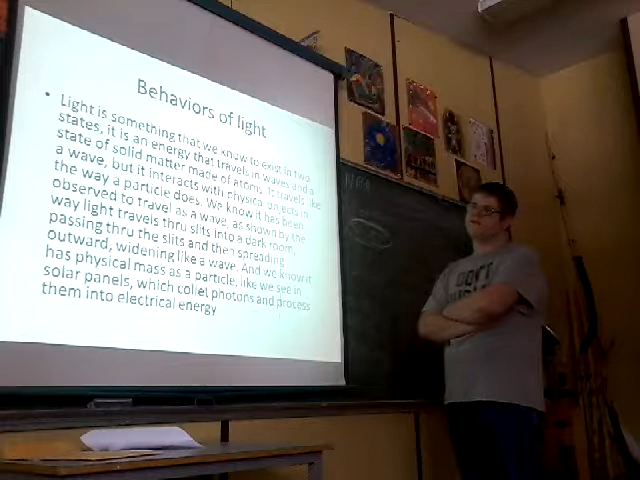 Behaviors of light
• Light is something that we know to exist in two
states, it is an energy that travels in waves and a
state of solid matter made of atoms. It travels like
a wave, but it interacts with physical objects in
the way a particle does. We know it has been
observed to travel as a wave, as shown by the
way light travels thru slits into a dark room,
passing thru the slits and then spreading
outward, widening like a wave. And we know it
has physical mass as a particle, like we see in
solar panels, which collet photons and process
them into electrical energy
DON'T